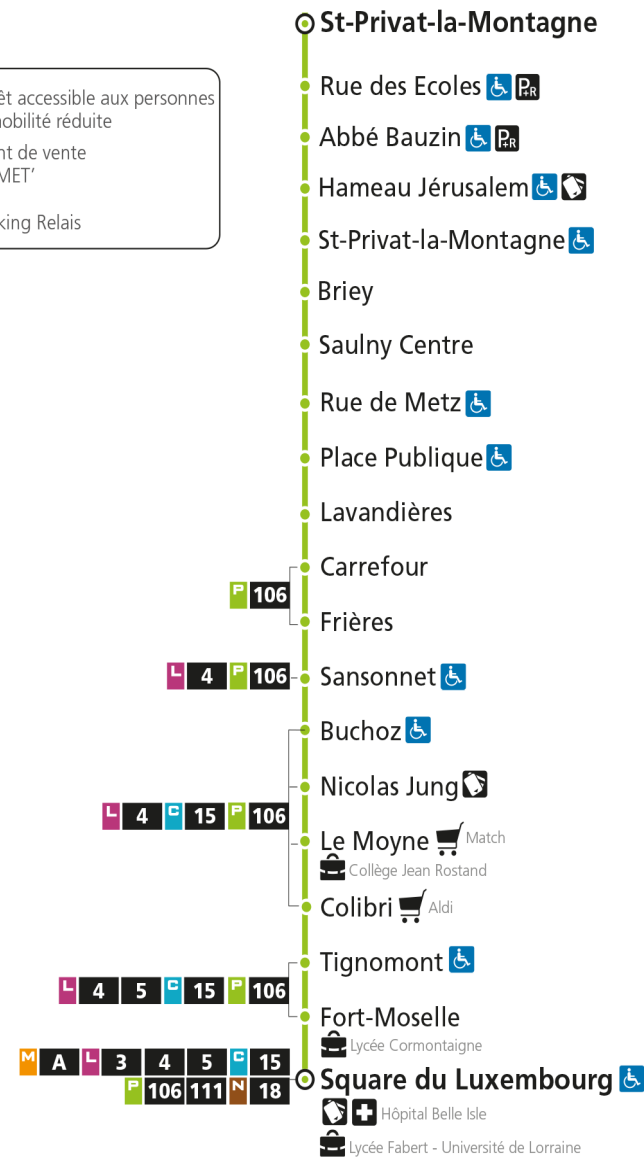 St-Privat-la-Montagne
êt accessible aux personnes
mobilité réduite
nt de vente
MET'
king Relais
Rue des Ecoles P+R
Abbé Bauzin P+R
Hameau Jérusalem
St-Privat-la-Montagne
Briey
Saulny Centre
Rue de Metz
Place Publique
Lavandières
Carrefour
P 106
Frières
L 4 P 106 Sansonnet
Buchoz
Nicolas Jung
L 4 C 15 P 106
Le Moyne Match
Collège Jean Rostand
Colibri Aldi
Tignomont
L 4 5 C 15 P 106
Fort-Moselle
Lycée Cormontaigne
M A L 3 4 5 C 15
P 106 111 N 18
Square du Luxembourg
Hôpital Belle Isle
Lycée Fabert - Université de Lorraine